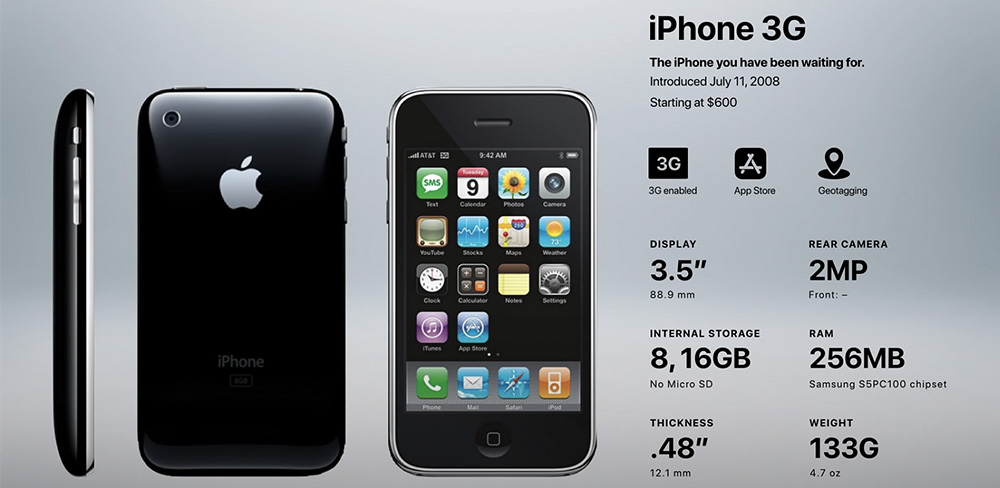 iPhone 3G
The iPhone you have been waiting for.
Introduced July 11, 2008
Starting at $600
3G
3G enabled
App Store
Geotagging
DISPLAY
3.5″
88.9 mm
REAR CAMERA
2MP
Front: –
INTERNAL STORAGE
8, 16GB
No Micro SD
RAM
256MB
Samsung S5PC100 chipset
THICKNESS
.48″
12.1 mm
WEIGHT
133G
4.7 oz
iPhone
8GB
AT&T 3G 9:42 AM
SMS
Tuesday
9
280
73°
Text Calendar Photos Camera
YouTube Stocks Maps Weather
Clock Calculator Notes Settings
iTunes App Store
Phone Mail Safari iPod